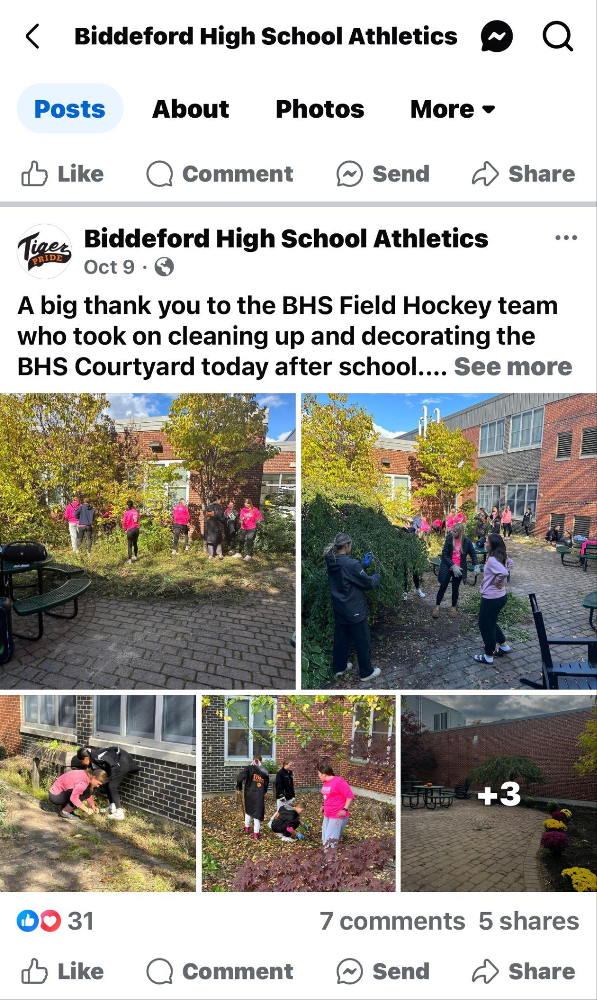 Biddeford High School Athletics
Posts About Photos More
Like Comment Send Share
Tiger
PRIDE
Biddeford High School Athletics
Oct 9 ·
A big thank you to the BHS Field Hockey team
who took on cleaning up and decorating the
BHS Courtyard today after school.... See more
+3
31 7 comments 5 shares
Like Comment Send Share